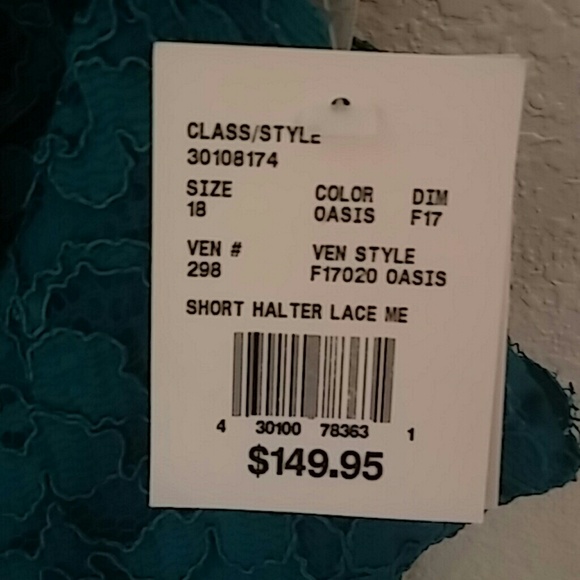 CLASS/STYLE
30108174
SIZE COLOR DIM
18 OASIS F17
VEN # VEN STYLE
298 F17020 OASIS
SHORT HALTER LACE ME
4 30100 78363 1
$149.95